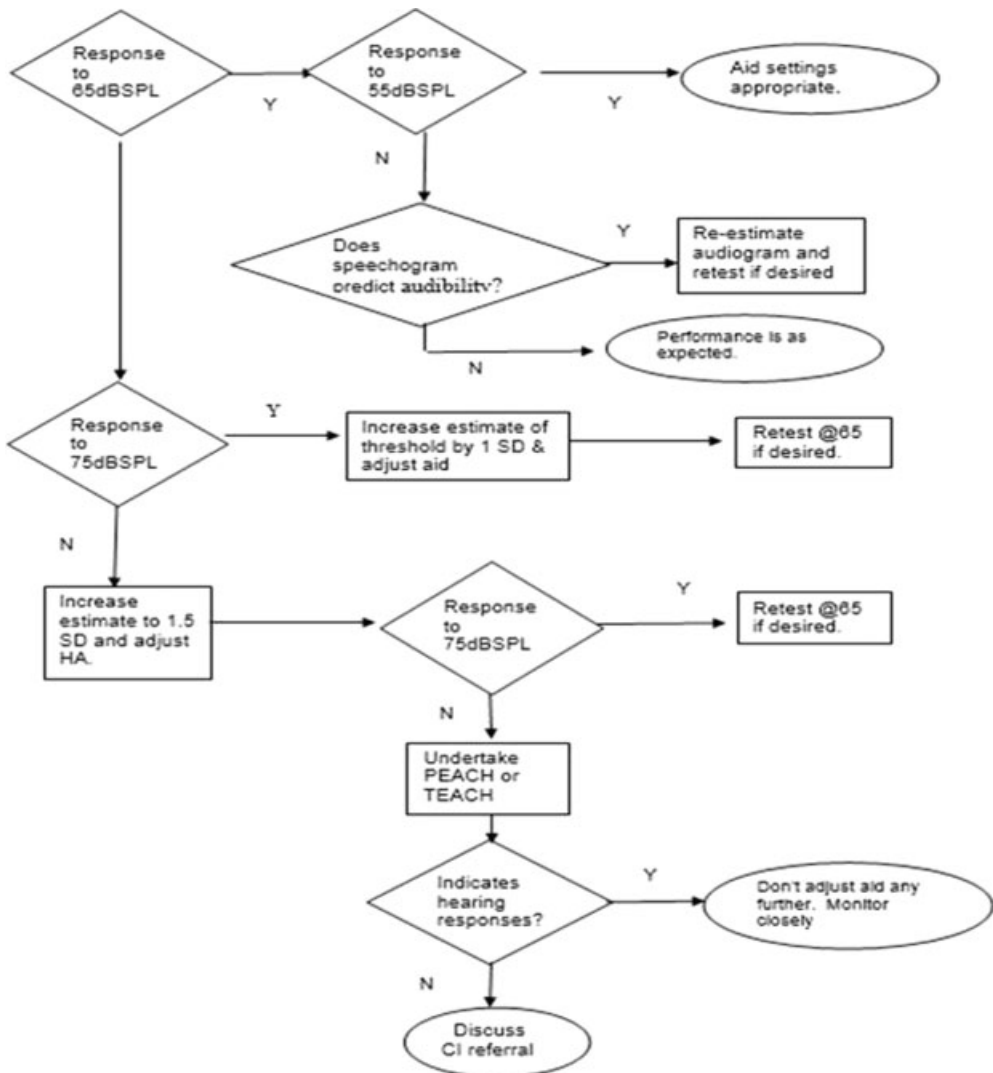 Response
to
65dBSPL
Y
Response
to
55dBSPL
Y
Aid settings
appropriate.
N
Does
speechogram
predict audibility?
Y
Re-estimate
audiogram and
retest if desired
N
Performance is as
expected.
Response
to
75dBSPL
Y
Increase estimate of
threshold by 1 SD &
adjust aid
Retest @65
if desired.
N
Increase
estimate to 1.5
SD and adjust
HA.
Response
to
75dBSPL
Y
Retest @65
if desired.
N
Undertake
PEACH or
TEACH
Indicates
hearing
responses?
Y
Don't adjust aid any
further. Monitor
closely
N
Discuss
CI referral